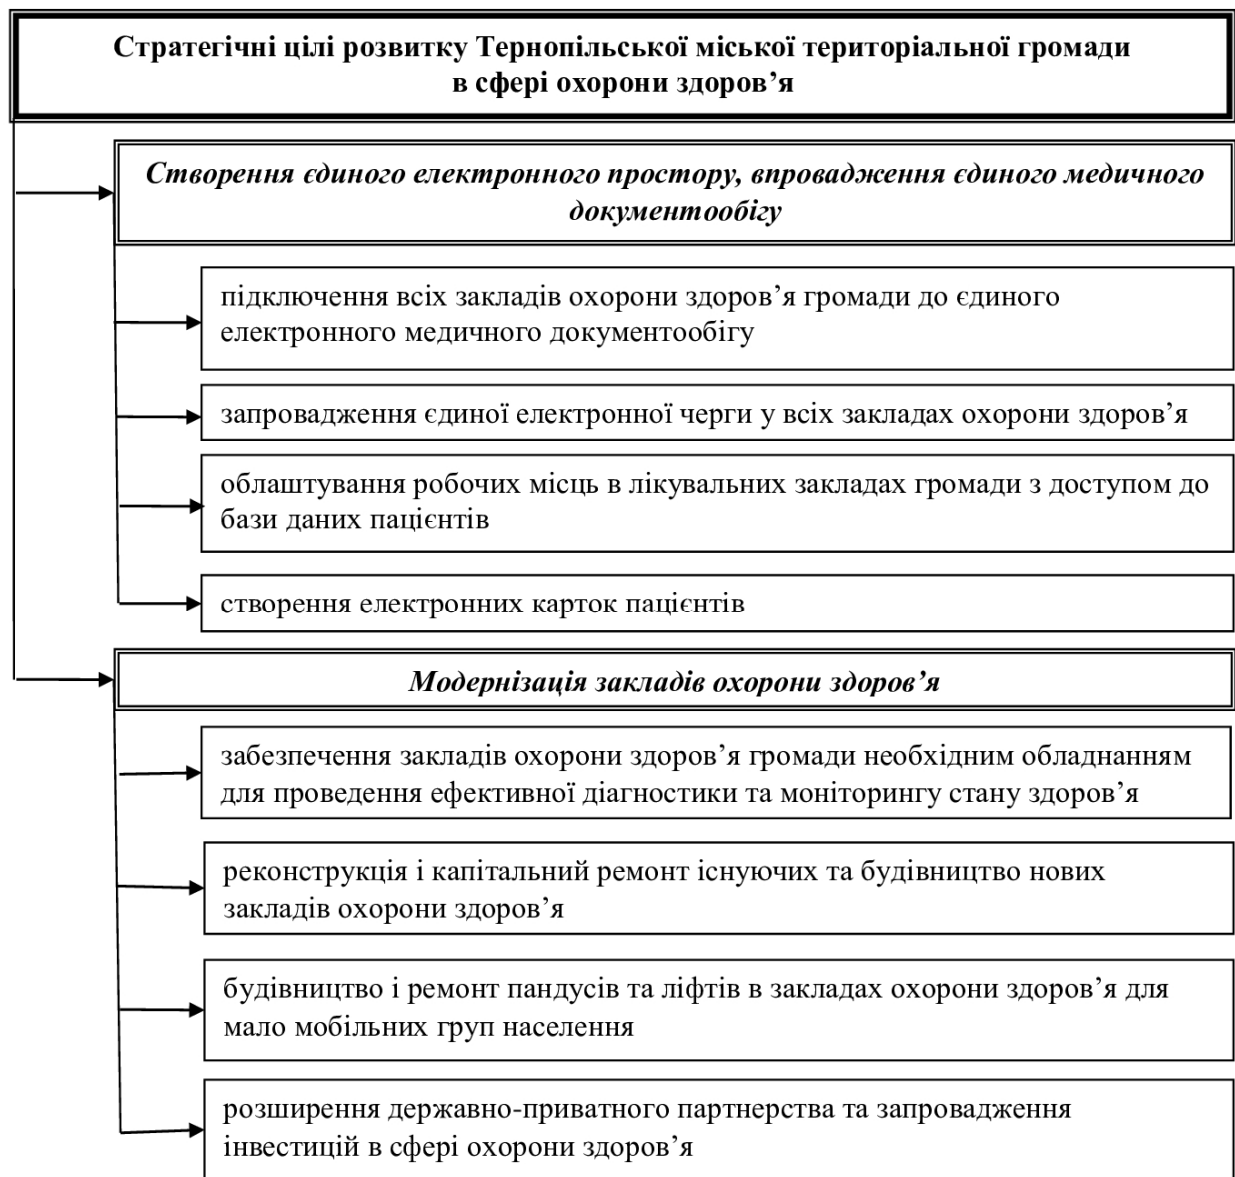 Стратегічні цілі розвитку Тернопільської міської територіальної громади
в сфері охорони здоров’я
Створення єдиного електронного простору, впровадження єдиного медичного
документообігу
підключення всіх закладів охорони здоров’я громади до єдиного
електронного медичного документообігу
запровадження єдиної електронної черги у всіх закладах охорони здоров’я
облаштування робочих місць в лікувальних закладах громади з доступом до
бази даних пацієнтів
створення електронних карток пацієнтів
Модернізація закладів охорони здоров’я
забезпечення закладів охорони здоров’я громади необхідним обладнанням
для проведення ефективної діагностики та моніторингу стану здоров’я
реконструкція і капітальний ремонт існуючих та будівництво нових
закладів охорони здоров’я
будівництво і ремонт пандусів та ліфтів в закладах охорони здоров’я для
мало мобільних груп населення
розширення державно-приватного партнерства та запровадження
інвестицій в сфері охорони здоров’я